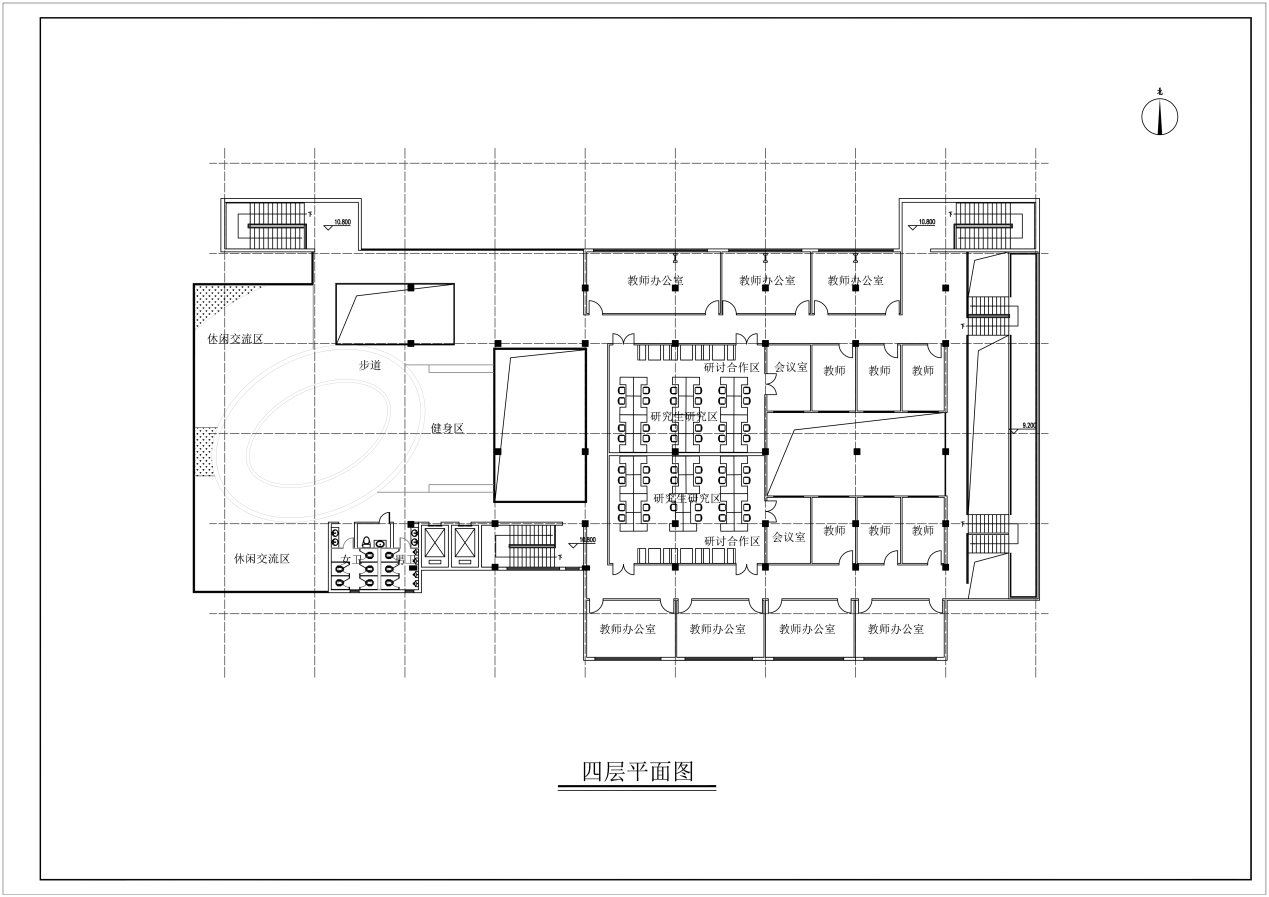 北
下
10.800
10.800
下
教师办公室
教师办公室
教师办公室
下
休闲交流区
步道
研讨合作区
会议室
教师
教师
教师
研究生研究区
健身区
9.200
研究生研究区
下
会议室
教师
教师
教师
研讨合作区
10.800
休闲交流区
女卫
男卫
下
教师办公室
教师办公室
教师办公室
教师办公室
四层平面图